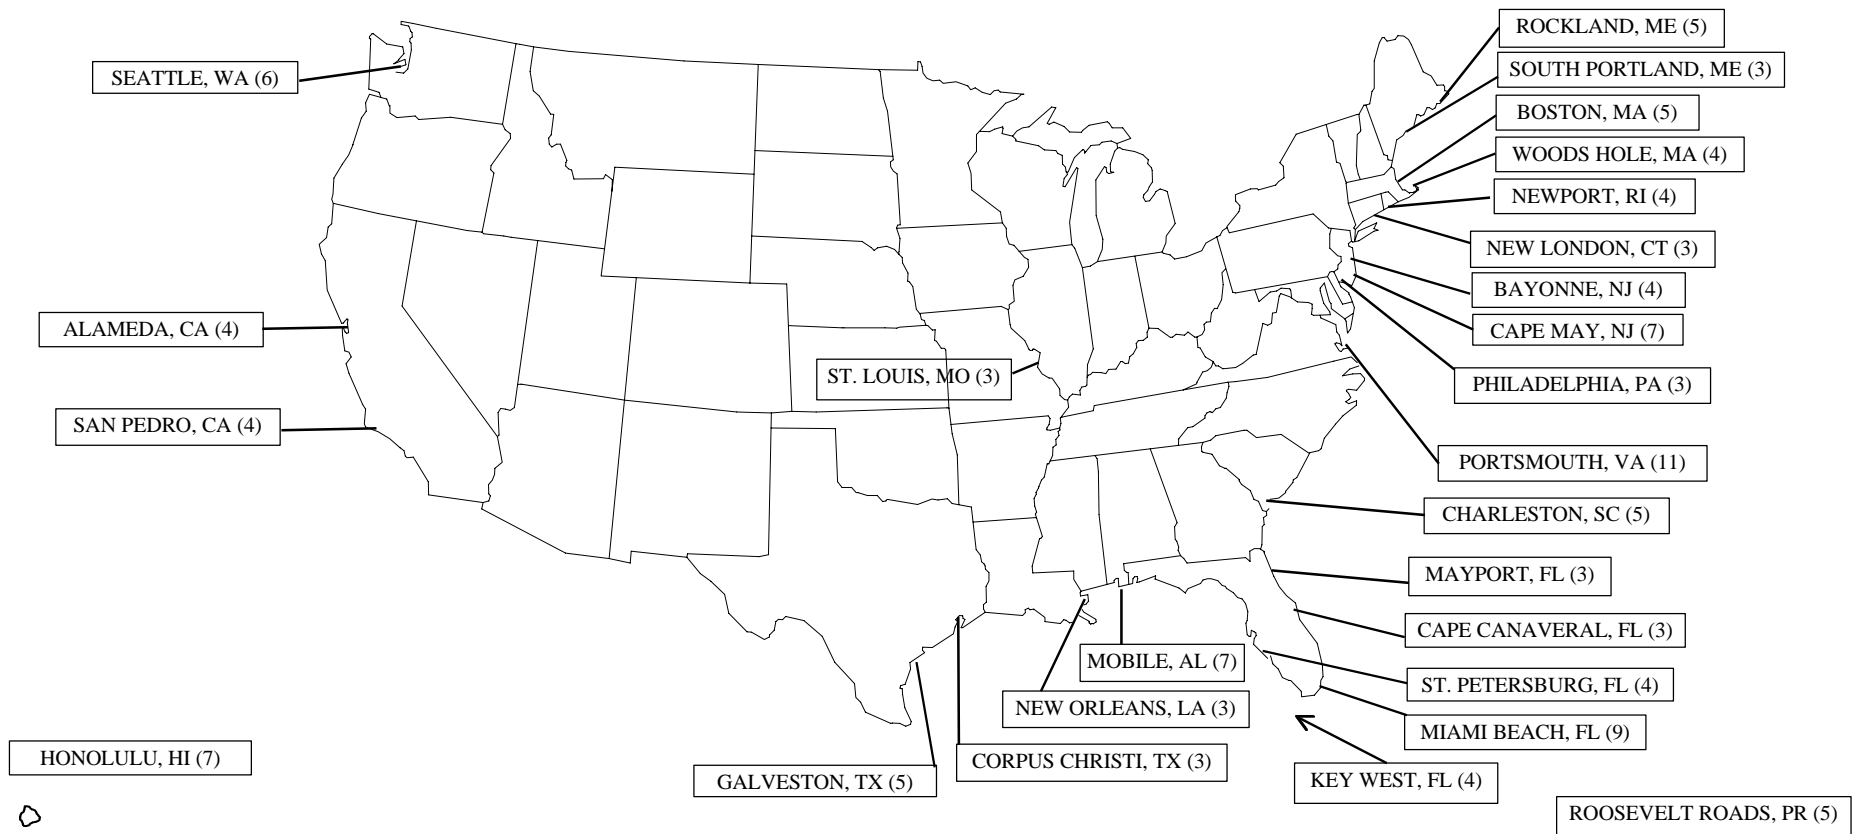 ROCKLAND, ME (5)
SOUTH PORTLAND, ME (3)
SEATTLE, WA (6)
BOSTON, MA (5)
WOODS HOLE, MA (4)
NEWPORT, RI (4)
NEW LONDON, CT (3)
BAYONNE, NJ (4)
ALAMEDA, CA (4)
CAPE MAY, NJ (7)
ST. LOUIS, MO (3)
PHILADELPHIA, PA (3)
SAN PEDRO, CA (4)
PORTSMOUTH, VA (11)
CHARLESTON, SC (5)
MAYPORT, FL (3)
CAPE CANAVERAL, FL (3)
MOBILE, AL (7)
ST. PETERSBURG, FL (4)
NEW ORLEANS, LA (3)
MIAMI BEACH, FL (9)
HONOLULU, HI (7)
CORPUS CHRISTI, TX (3)
GALVESTON, TX (5)
KEY WEST, FL (4)
ROOSEVELT ROADS, PR (5)